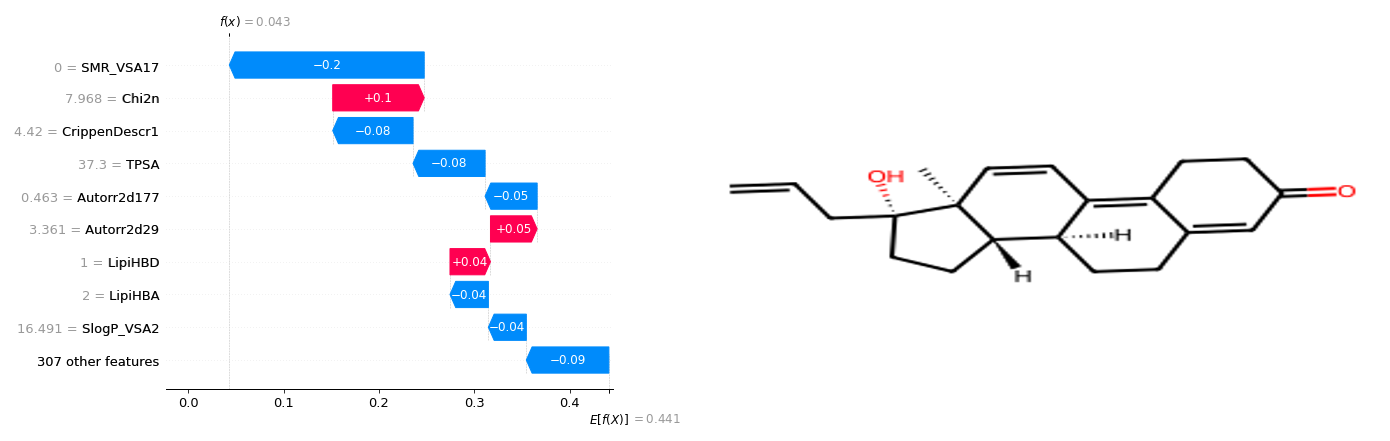 f(x) = 0.043
0 = SMR_VSA17
−0.2
7.968 = Chi2n
+0.1
4.42 = CrippenDescr1
−0.08
37.3 = TPSA
−0.08
0.463 = Autorr2d177
−0.05
3.361 = Autorr2d29
+0.05
1 = LipiHBD
+0.04
2 = LipiHBA
−0.04
16.491 = SlogP_VSA2
−0.04
307 other features
−0.09
0.0 0.1 0.2 0.3 0.4
E[f(X)] = 0.441
OH
H
H
O